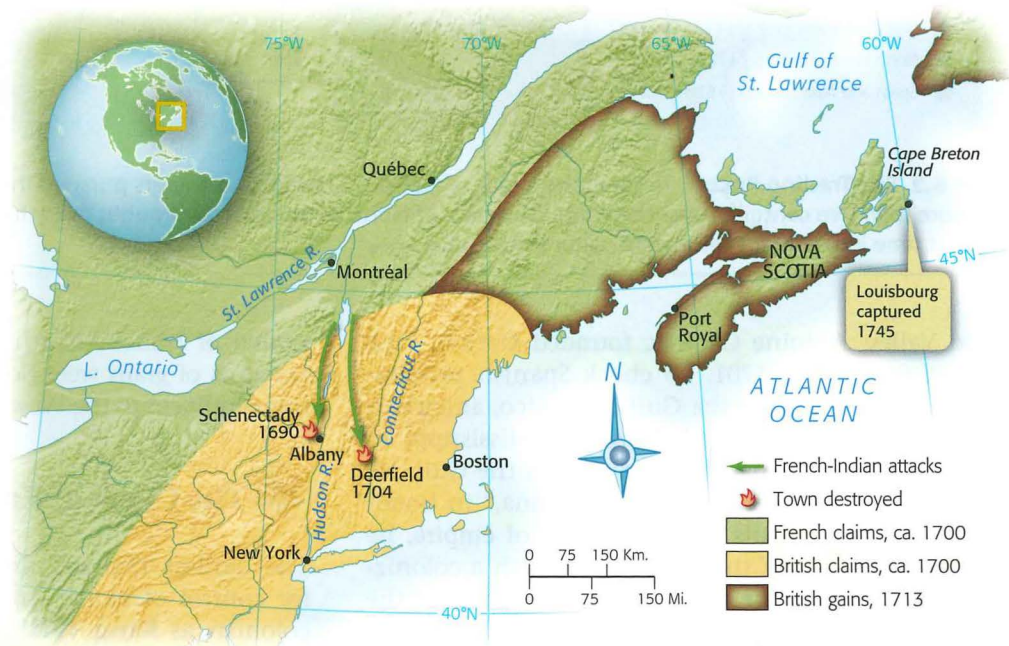 75°W
70°W
65°W
60°W
Gulf of
St. Lawrence
Cape Breton
Island
Québec
NOVA
SCOTIA
45°N
St. Lawrence R.
Montréal
Louisbourg
captured
1745
Port
Royal
L. Ontario
Connecticut R.
N
ATLANTIC
OCEAN
Schenectady
1690
Albany
Boston
Deerfield
1704
Hudson R.
New York
40°N
0 75 150 Km.
0 75 150 Mi.
French-Indian attacks
Town destroyed
French claims, ca. 1700
British claims, ca. 1700
British gains, 1713